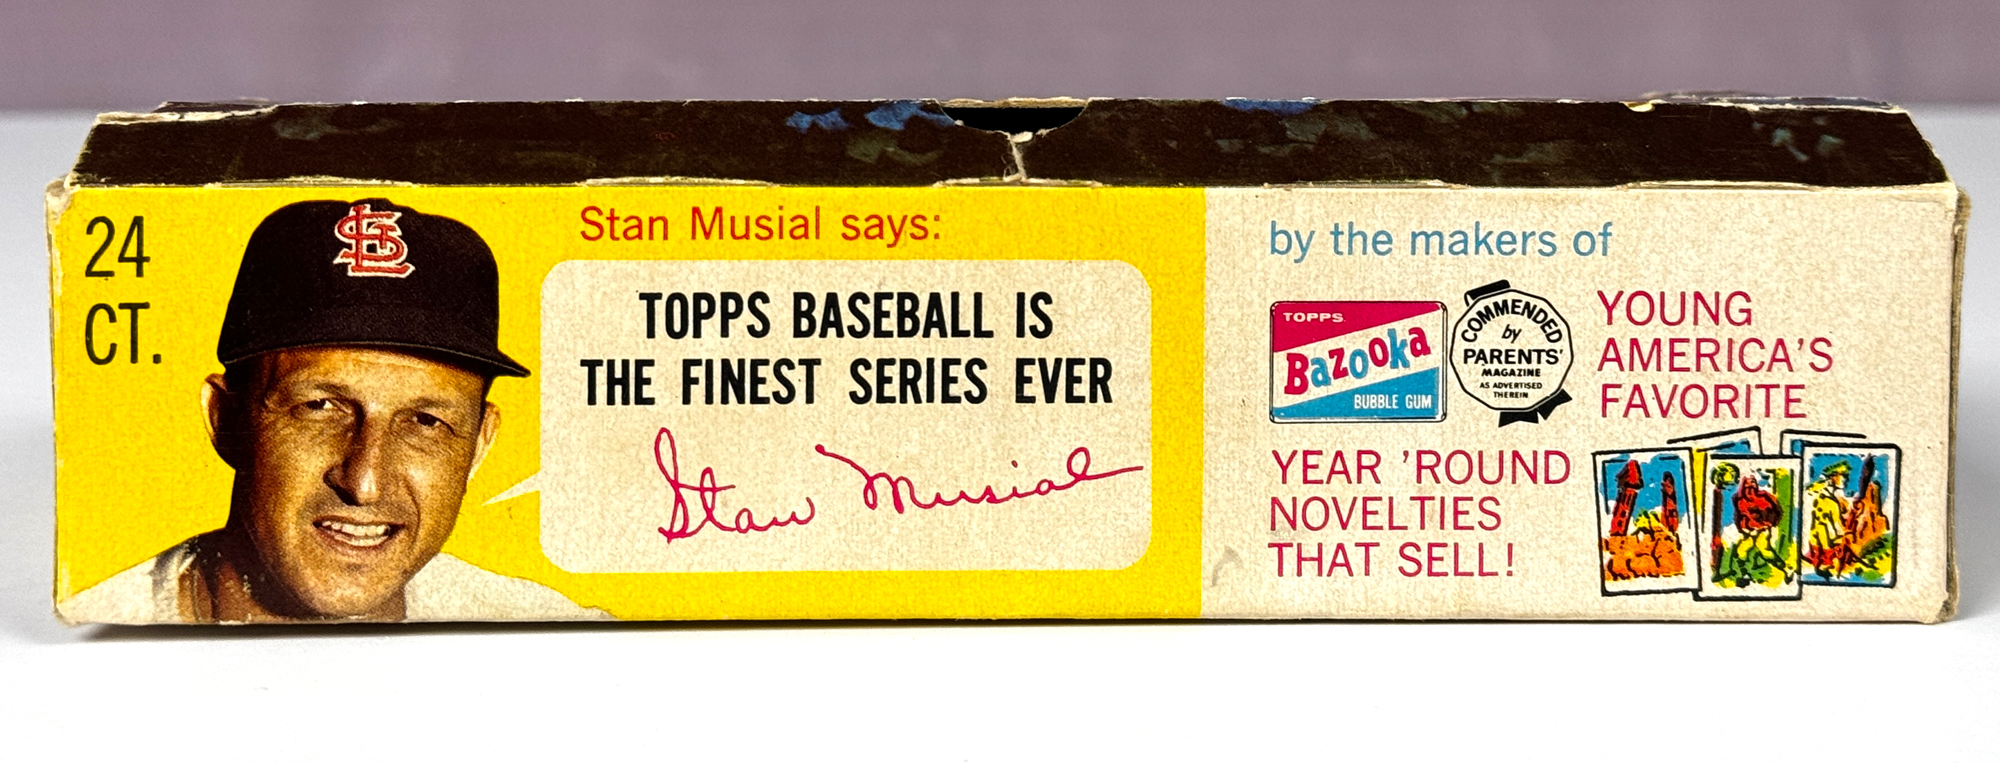 24
CT.
STL
Stan Musial says:
TOPPS BASEBALL IS
THE FINEST SERIES EVER
Stan Musial
by the makers of
TOPPS
Bazooka
BUBBLE GUM
COMMENDED
by
PARENTS'
MAGAZINE
AS ADVERTISED
THEREIN
YOUNG
AMERICA'S
FAVORITE
YEAR 'ROUND
NOVELTIES
THAT SELL!